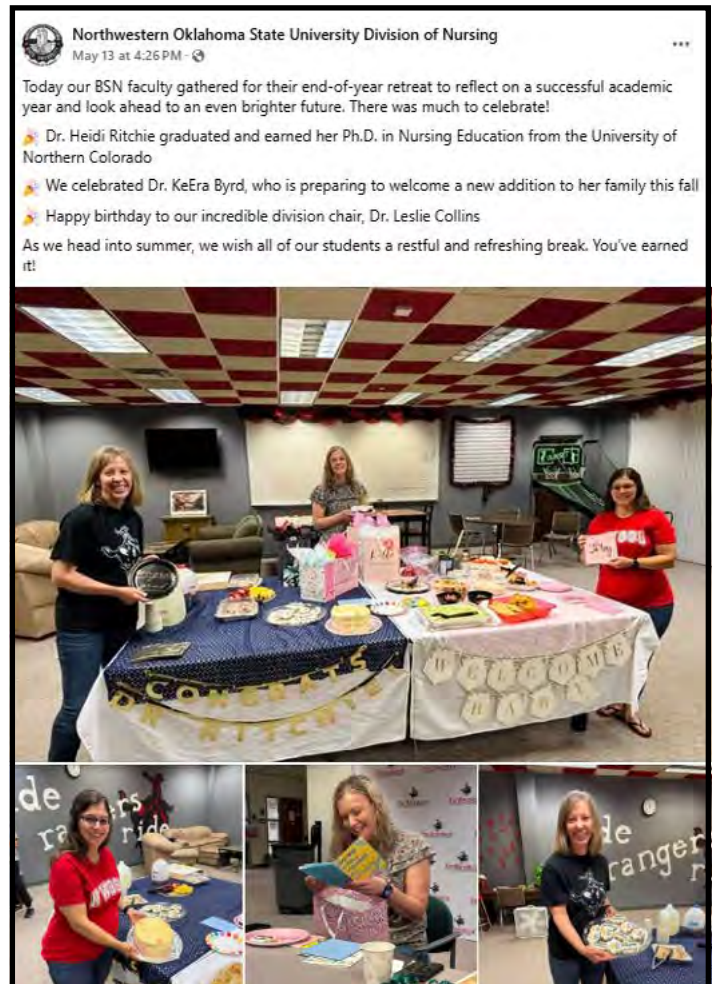 Northwestern Oklahoma State University Division of Nursing
May 13 at 4:26 PM ·
Today our BSN faculty gathered for their end-of-year retreat to reflect on a successful academic
year and look ahead to an even brighter future. There was much to celebrate!
🎉 Dr. Heidi Ritchie graduated and earned her Ph.D. in Nursing Education from the University of
Northern Colorado
🎉 We celebrated Dr. KeEra Byrd, who is preparing to welcome a new addition to her family this fall
🎉 Happy birthday to our incredible division chair, Dr. Leslie Collins
As we head into summer, we wish all of our students a restful and refreshing break. You've earned
it!
CONGRATS
DR RITCHIE
WELCOME
BABY
ide rangers
ra ride
ide
rangers